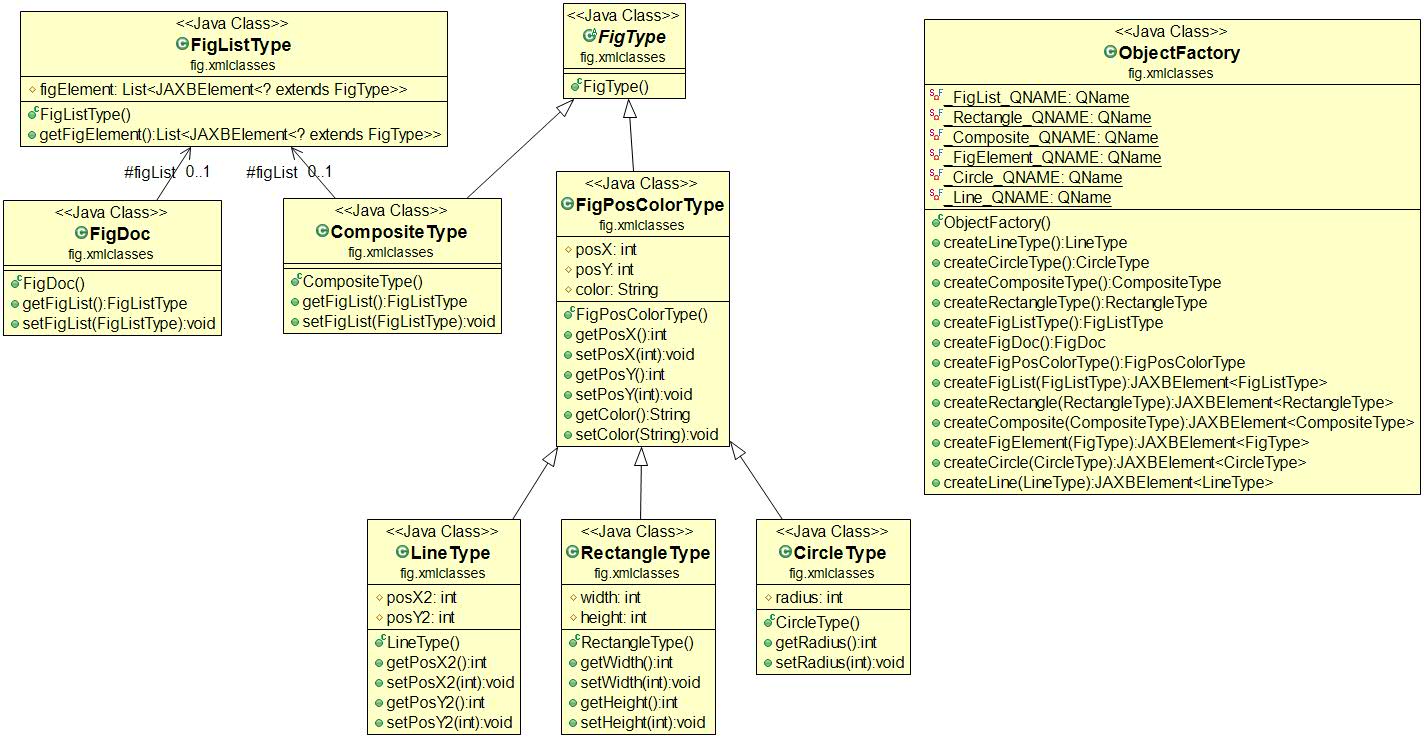 <<Java Class>>
FigListType
fig.xmlclasses
figElement: List<JAXBElement<? extends FigType>>
FigListType()
getFigElement():List<JAXBElement<? extends FigType>>
<<Java Class>>
FigType
fig.xmlclasses
FigType()
<<Java Class>>
ObjectFactory
fig.xmlclasses
_FigList_QNAME: QName
_Rectangle_QNAME: QName
_Composite_QNAME: QName
_FigElement_QNAME: QName
_Circle_QNAME: QName
_Line_QNAME: QName
ObjectFactory()
createLineType():LineType
createCircleType():CircleType
createCompositeType():CompositeType
createRectangleType():RectangleType
createFigListType():FigListType
createFigDoc():FigDoc
createFigPosColorType():FigPosColorType
createFigList(FigListType):JAXBElement<FigListType>
createRectangle(RectangleType):JAXBElement<RectangleType>
createComposite(CompositeType):JAXBElement<CompositeType>
createFigElement(FigType):JAXBElement<FigType>
createCircle(CircleType):JAXBElement<CircleType>
createLine(LineType):JAXBElement<LineType>
#figList 0..1
#figList 0..1
<<Java Class>>
FigDoc
fig.xmlclasses
FigDoc()
getFigList():FigListType
setFigList(FigListType):void
<<Java Class>>
CompositeType
fig.xmlclasses
CompositeType()
getFigList():FigListType
setFigList(FigListType):void
<<Java Class>>
FigPosColorType
fig.xmlclasses
posX: int
posY: int
color: String
FigPosColorType()
getPosX():int
setPosX(int):void
getPosY():int
setPosY(int):void
getColor():String
setColor(String):void
<<Java Class>>
LineType
fig.xmlclasses
posX2: int
posY2: int
LineType()
getPosX2():int
setPosX2(int):void
getPosY2():int
setPosY2(int):void
<<Java Class>>
RectangleType
fig.xmlclasses
width: int
height: int
RectangleType()
getWidth():int
setWidth(int):void
getHeight():int
setHeight(int):void
<<Java Class>>
CircleType
fig.xmlclasses
radius: int
CircleType()
getRadius():int
setRadius(int):void